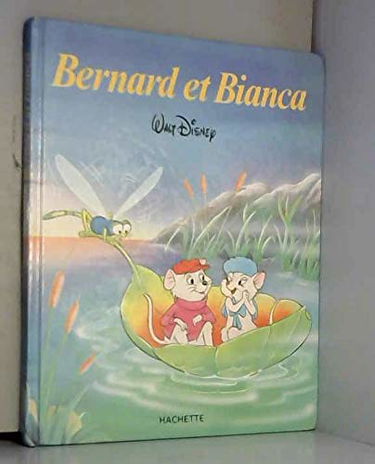 Bernard et Bianca
Walt Disney
HACHETTE